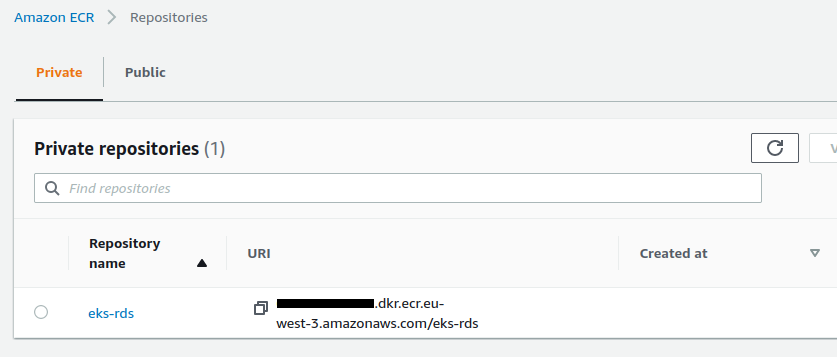 Amazon ECR > Repositories
Private
Public
Private repositories (1)
V
Find repositories
Repository
name
URI
Created at
eks-rds
.dkr.ecr.eu-
west-3.amazonaws.com/eks-rds